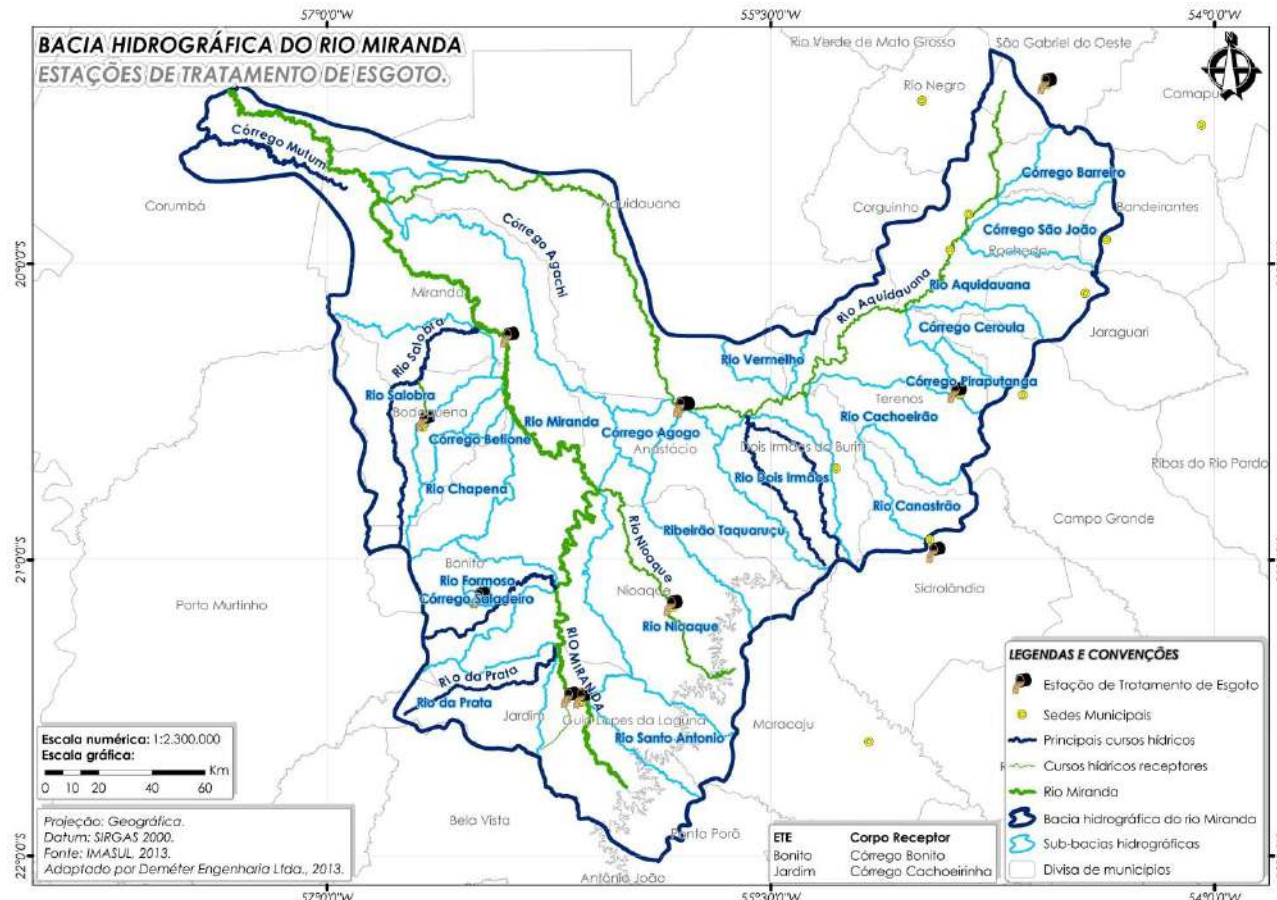 57°0'0"W
55°30'0"W
54°0'0"W
BACIA HIDROGRÁFICA DO RIO MIRANDA
ESTAÇÕES DE TRATAMENTO DE ESGOTO.
Rio Verde de Mato Grosso
São Gabriel do Oeste
Rio Negro
Córrego Mutum
Córrego Barreiro
Corumbá
Aquidauana
Corguinho
Bandeirantes
Córrego Agachi
Córrego São João
Rochedo
20°0'0"S
20°0'0"S
Rio Aquidauana
Rio Aquidauana
Miranda
Córrego Ceroula
Jaraguari
Rio Salobra
Rio Vermelho
Córrego Piraputanga
Rio Salobra
Terenos
Bodoquena
Rio Miranda
Rio Cachoeirão
Córrego Betione
Córrego Agogo
Dois Irmãos do Buriti
Anastácio
Ribas do Rio Pardo
Rio Dois Irmãos
Rio Chapena
Rio Canastrão
Campo Grande
Ribeirão Taquaruçu
Rio Nioaque
21°0'0"S
21°0'0"S
Bonito
Rio Formoso
Nioaque
Sidrolândia
Córrego Saladeiro
Porto Murtinho
Rio Nioaque
RIO MIRANDA
Rio da Prata
Rio da Prata
Jardim
Guia Lopes da Laguna
Maracaju
Rio Santo Antonio
Bela Vista
Ponta Porã
Antônio João
LEGENDAS E CONVENÇÕES
Estação de Tratamento de Esgoto
Sedes Municipais
Principais cursos hídricos
Cursos hídricos receptores
Rio Miranda
Bacia hidrográfica do rio Miranda
Sub-bacias hidrográficas
Divisa de municípios
Escala numérica: 1:2.300.000
Escala gráfica:
Km
0 10 20 40 60
Projeção: Geográfica.
Datum: SIRGAS 2000.
Fonte: IMASUL, 2013.
Adaptado por Deméter Engenharia Ltda., 2013.
ETE Corpo Receptor
Bonito Córrego Bonito
Jardim Córrego Cachoeirinha
22°0'0"S
22°0'0"S
57°0'0"W
55°30'0"W
54°0'0"W